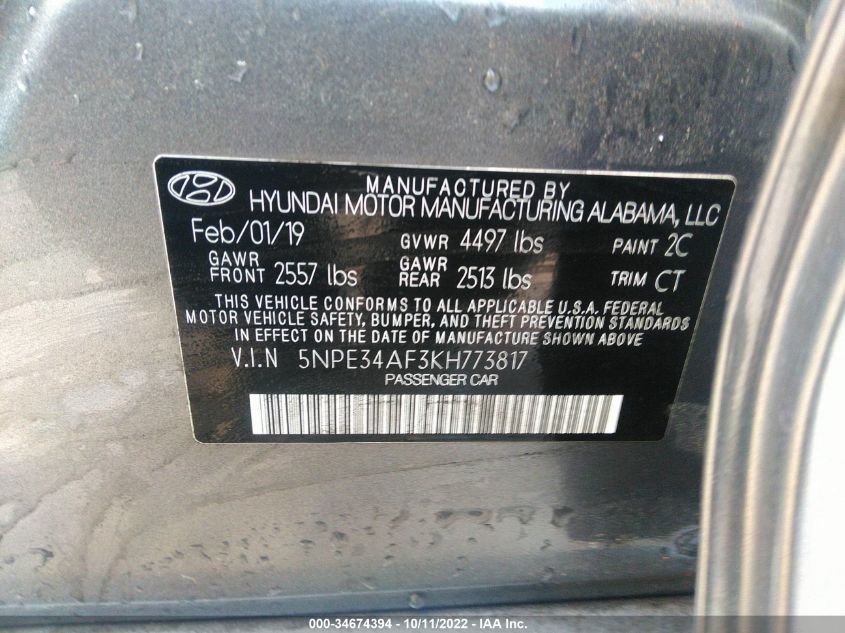 MANUFACTURED BY
HYUNDAI MOTOR MANUFACTURING ALABAMA, LLC
Feb/01/19 GVWR 4497 lbs PAINT 2C
GAWR FRONT 2557 lbs GAWR REAR 2513 lbs TRIM CT
THIS VEHICLE CONFORMS TO ALL APPLICABLE U.S.A. FEDERAL
MOTOR VEHICLE SAFETY, BUMPER, AND THEFT PREVENTION STANDARDS
IN EFFECT ON THE DATE OF MANUFACTURE SHOWN ABOVE
V.I.N 5NPE34AF3KH773817
PASSENGER CAR
000-34674394 - 10/11/2022 - IAA Inc.